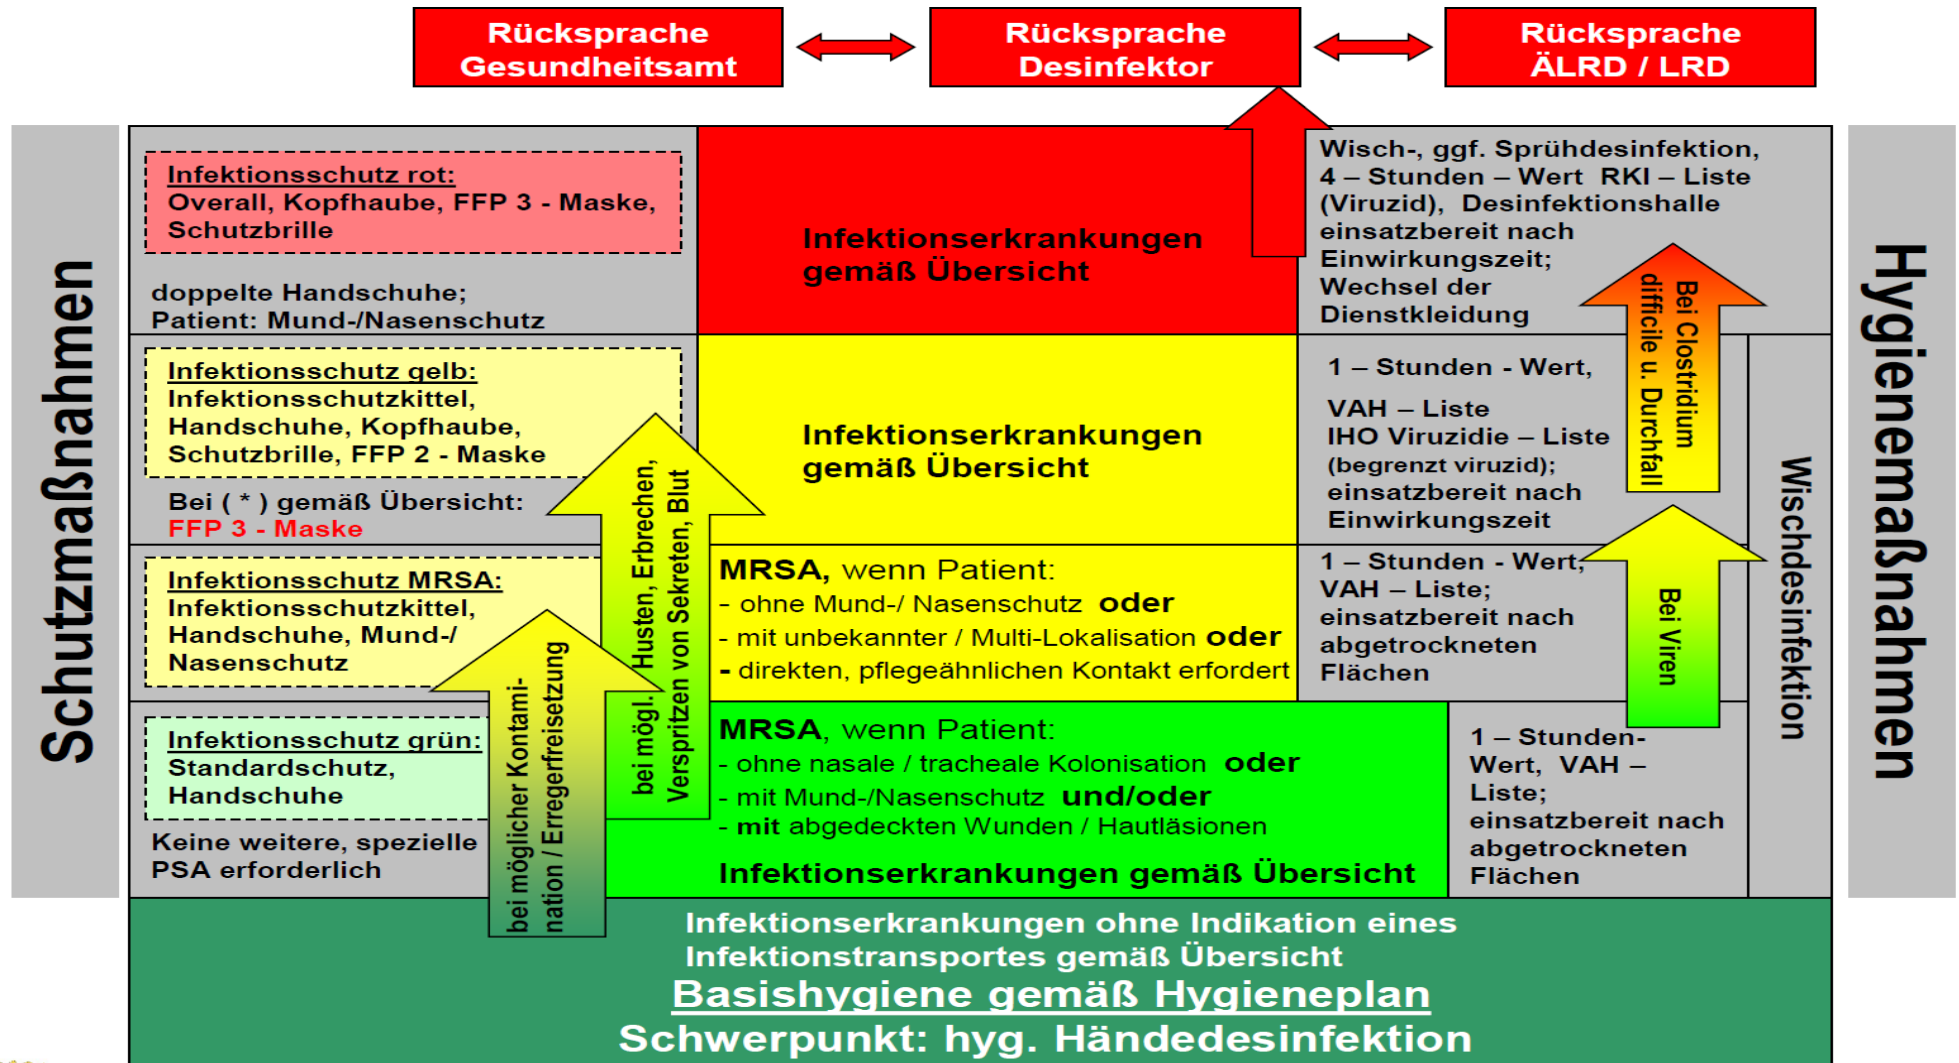 Rücksprache
Gesundheitsamt
Rücksprache
Desinfektor
Rücksprache
ÄLRD / LRD
Schutzmaßnahmen
Infektionsschutz rot:
Overall, Kopfhaube, FFP 3 - Maske,
Schutzbrille
doppelte Handschuhe;
Patient: Mund-/Nasenschutz
Infektionserkrankungen
gemäß Übersicht
Wisch-, ggf. Sprühdesinfektion,
4 – Stunden – Wert RKI – Liste
(Viruzid), Desinfektionshalle
einsatzbereit nach
Einwirkungszeit;
Wechsel der
Dienstkleidung
Bei Clostridium
difficile u. Durchfall
Hygienemaßnahmen
Infektionsschutz gelb:
Infektionsschutzkittel,
Handschuhe, Kopfhaube,
Schutzbrille, FFP 2 - Maske
Bei ( * ) gemäß Übersicht:
FFP 3 - Maske
bei mögl. Husten, Erbrechen,
Verspritzen von Sekreten, Blut
Infektionserkrankungen
gemäß Übersicht
1 – Stunden - Wert,
VAH – Liste
IHO Viruzidie – Liste
(begrenzt viruzid);
einsatzbereit nach
Einwirkungszeit
Wischdesinfektion
Infektionsschutz MRSA:
Infektionsschutzkittel,
Handschuhe, Mund-/
Nasenschutz
bei möglicher Kontami-
nation / Erregerfreisetzung
MRSA, wenn Patient:
- ohne Mund-/ Nasenschutz oder
- mit unbekannter / Multi-Lokalisation oder
- direkten, pflegeähnlichen Kontakt erfordert
1 – Stunden - Wert;
VAH – Liste;
einsatzbereit nach
abgetrockneten
Flächen
Bei Viren
Infektionsschutz grün:
Standardschutz,
Handschuhe
Keine weitere, spezielle
PSA erforderlich
MRSA, wenn Patient:
- ohne nasale / tracheale Kolonisation oder
- mit Mund-/Nasenschutz und/oder
- mit abgedeckten Wunden / Hautläsionen
Infektionserkrankungen gemäß Übersicht
1 – Stunden-
Wert, VAH –
Liste;
einsatzbereit nach
abgetrockneten
Flächen
Infektionserkrankungen ohne Indikation eines
Infektionstransportes gemäß Übersicht
Basishygiene gemäß Hygieneplan
Schwerpunkt: hyg. Händedesinfektion